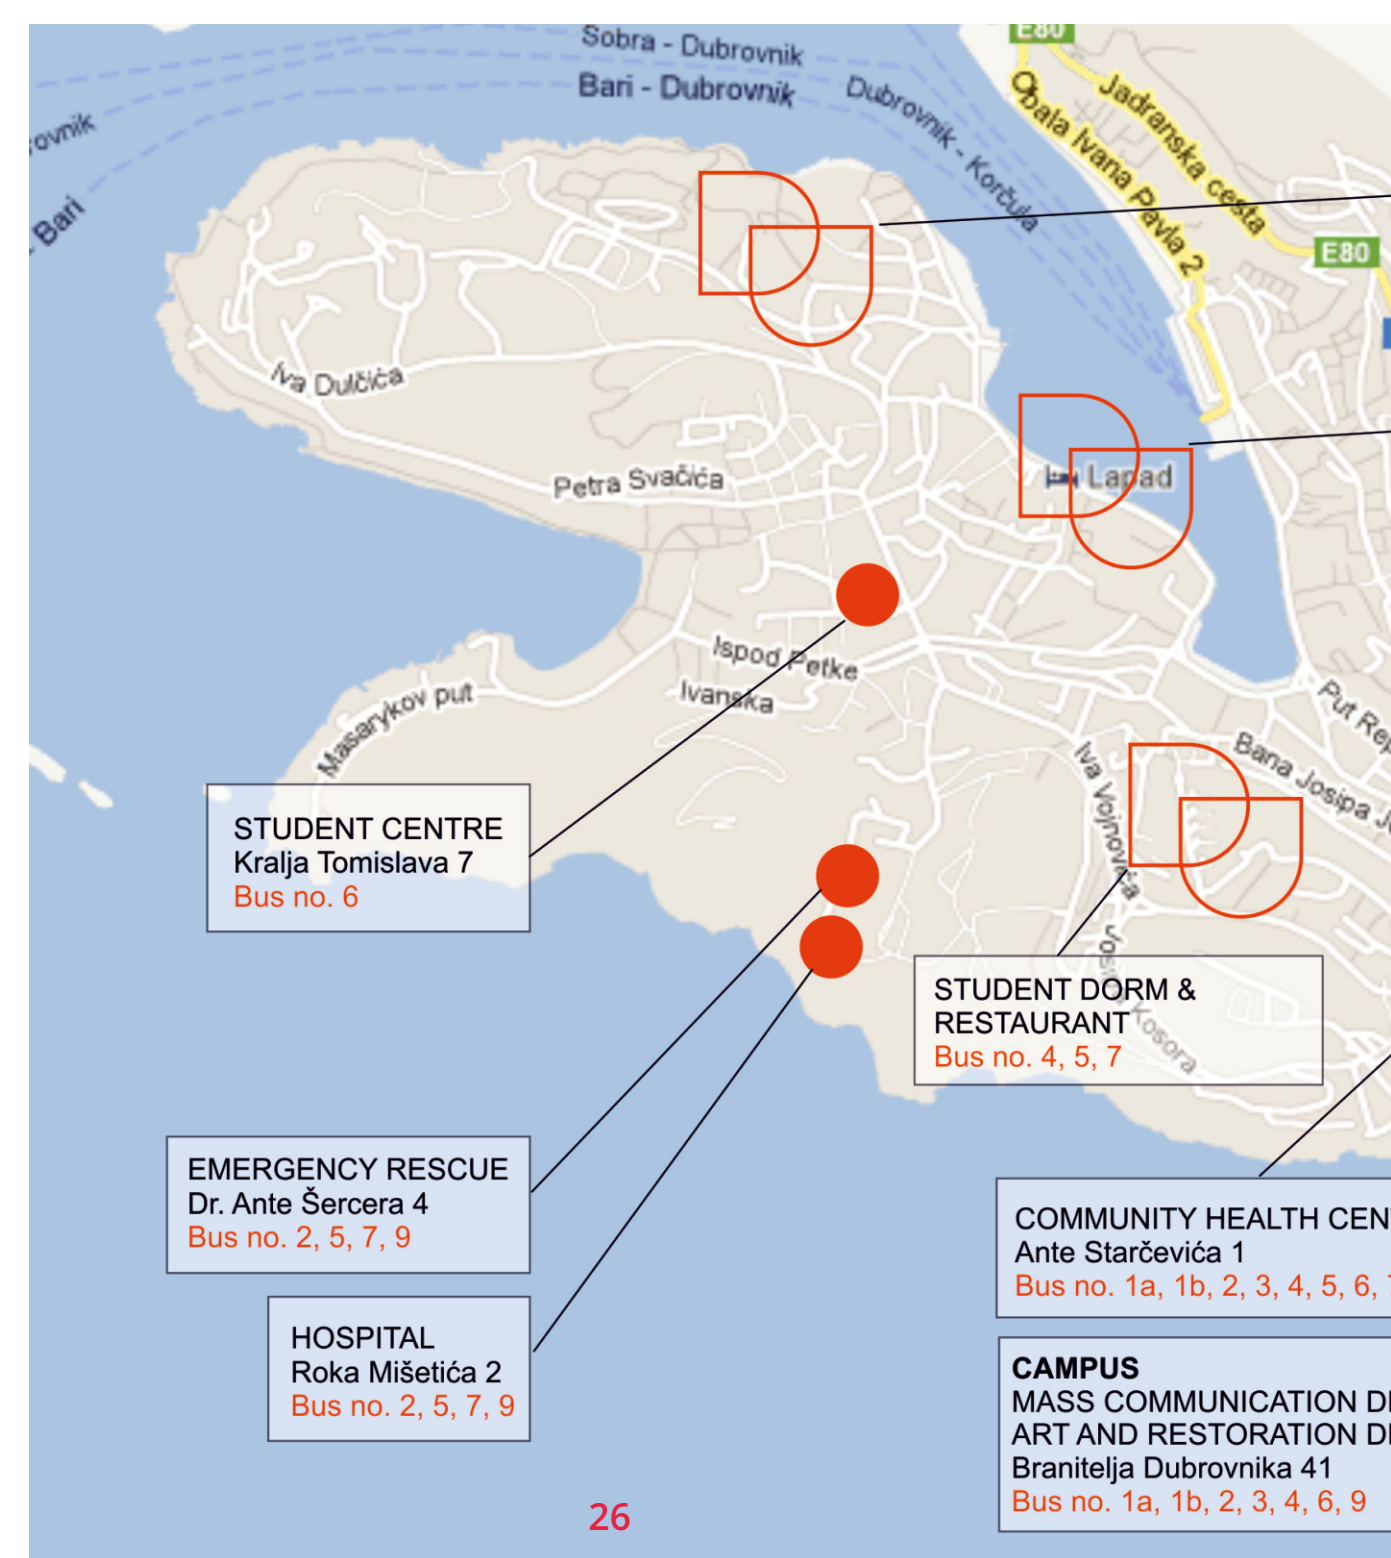 Sobra - Dubrovnik
Bari - Dubrovnik
Dubrovnik - Korčula
rovnik
Bari
E80
Obala Ivana Pavla 2
Jadranska cesta
E80
Iva Dulčića
Petra Svačića
Lapad
Ispod Petke
Ivanska
Masarykov put
Put Rep
Bana Josipa J
Iva Vojnovića
Josipa Kosora
STUDENT CENTRE
Kralja Tomislava 7
Bus no. 6
STUDENT DORM &
RESTAURANT
Bus no. 4, 5, 7
EMERGENCY RESCUE
Dr. Ante Šercera 4
Bus no. 2, 5, 7, 9
HOSPITAL
Roka Mišetića 2
Bus no. 2, 5, 7, 9
COMMUNITY HEALTH CEN
Ante Starčevića 1
Bus no. 1a, 1b, 2, 3, 4, 5, 6,
CAMPUS
MASS COMMUNICATION D
ART AND RESTORATION D
Branitelja Dubrovnika 41
Bus no. 1a, 1b, 2, 3, 4, 6, 9
26